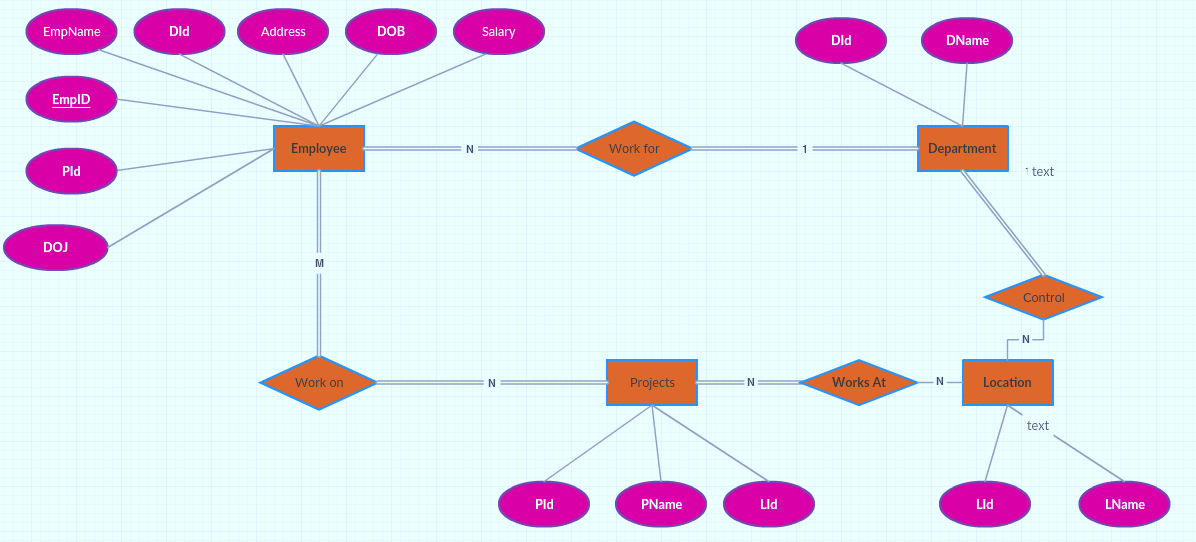 EmpName
DId
Address
DOB
Salary
DId
DName
EmpID
Employee
N
Work for
1
Department
PId
text
DOJ
M
Control
N
Work on
N
Projects
N
Works At
N
Location
text
PId
PName
LId
LId
LName